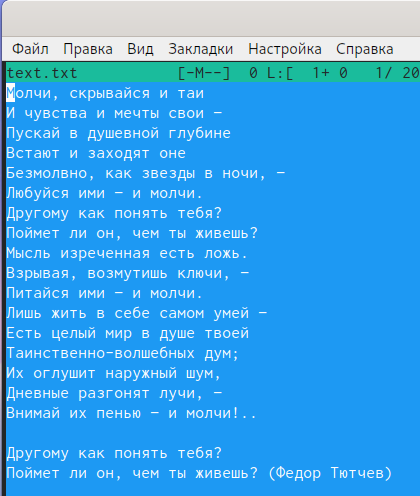 Файл Правка Вид Закладки Настройка Справка
text.txt [-M--] 0 L:[ 1+ 0 1/ 20
Молчи, скрывайся и таи
И чувства и мечты свои –
Пускай в душевной глубине
Встают и заходят оне
Безмолвно, как звезды в ночи, –
Любуйся ими – и молчи.
Другому как понять тебя?
Поймет ли он, чем ты живешь?
Мысль изреченная есть ложь.
Взрывая, возмутишь ключи, –
Питайся ими – и молчи.
Лишь жить в себе самом умей –
Есть целый мир в душе твоей
Таинственно-волшебных дум;
Их оглушит наружный шум,
Дневные разгонят лучи, –
Внимай их пенью – и молчи!..
Другому как понять тебя?
Поймет ли он, чем ты живешь? (Федор Тютчев)